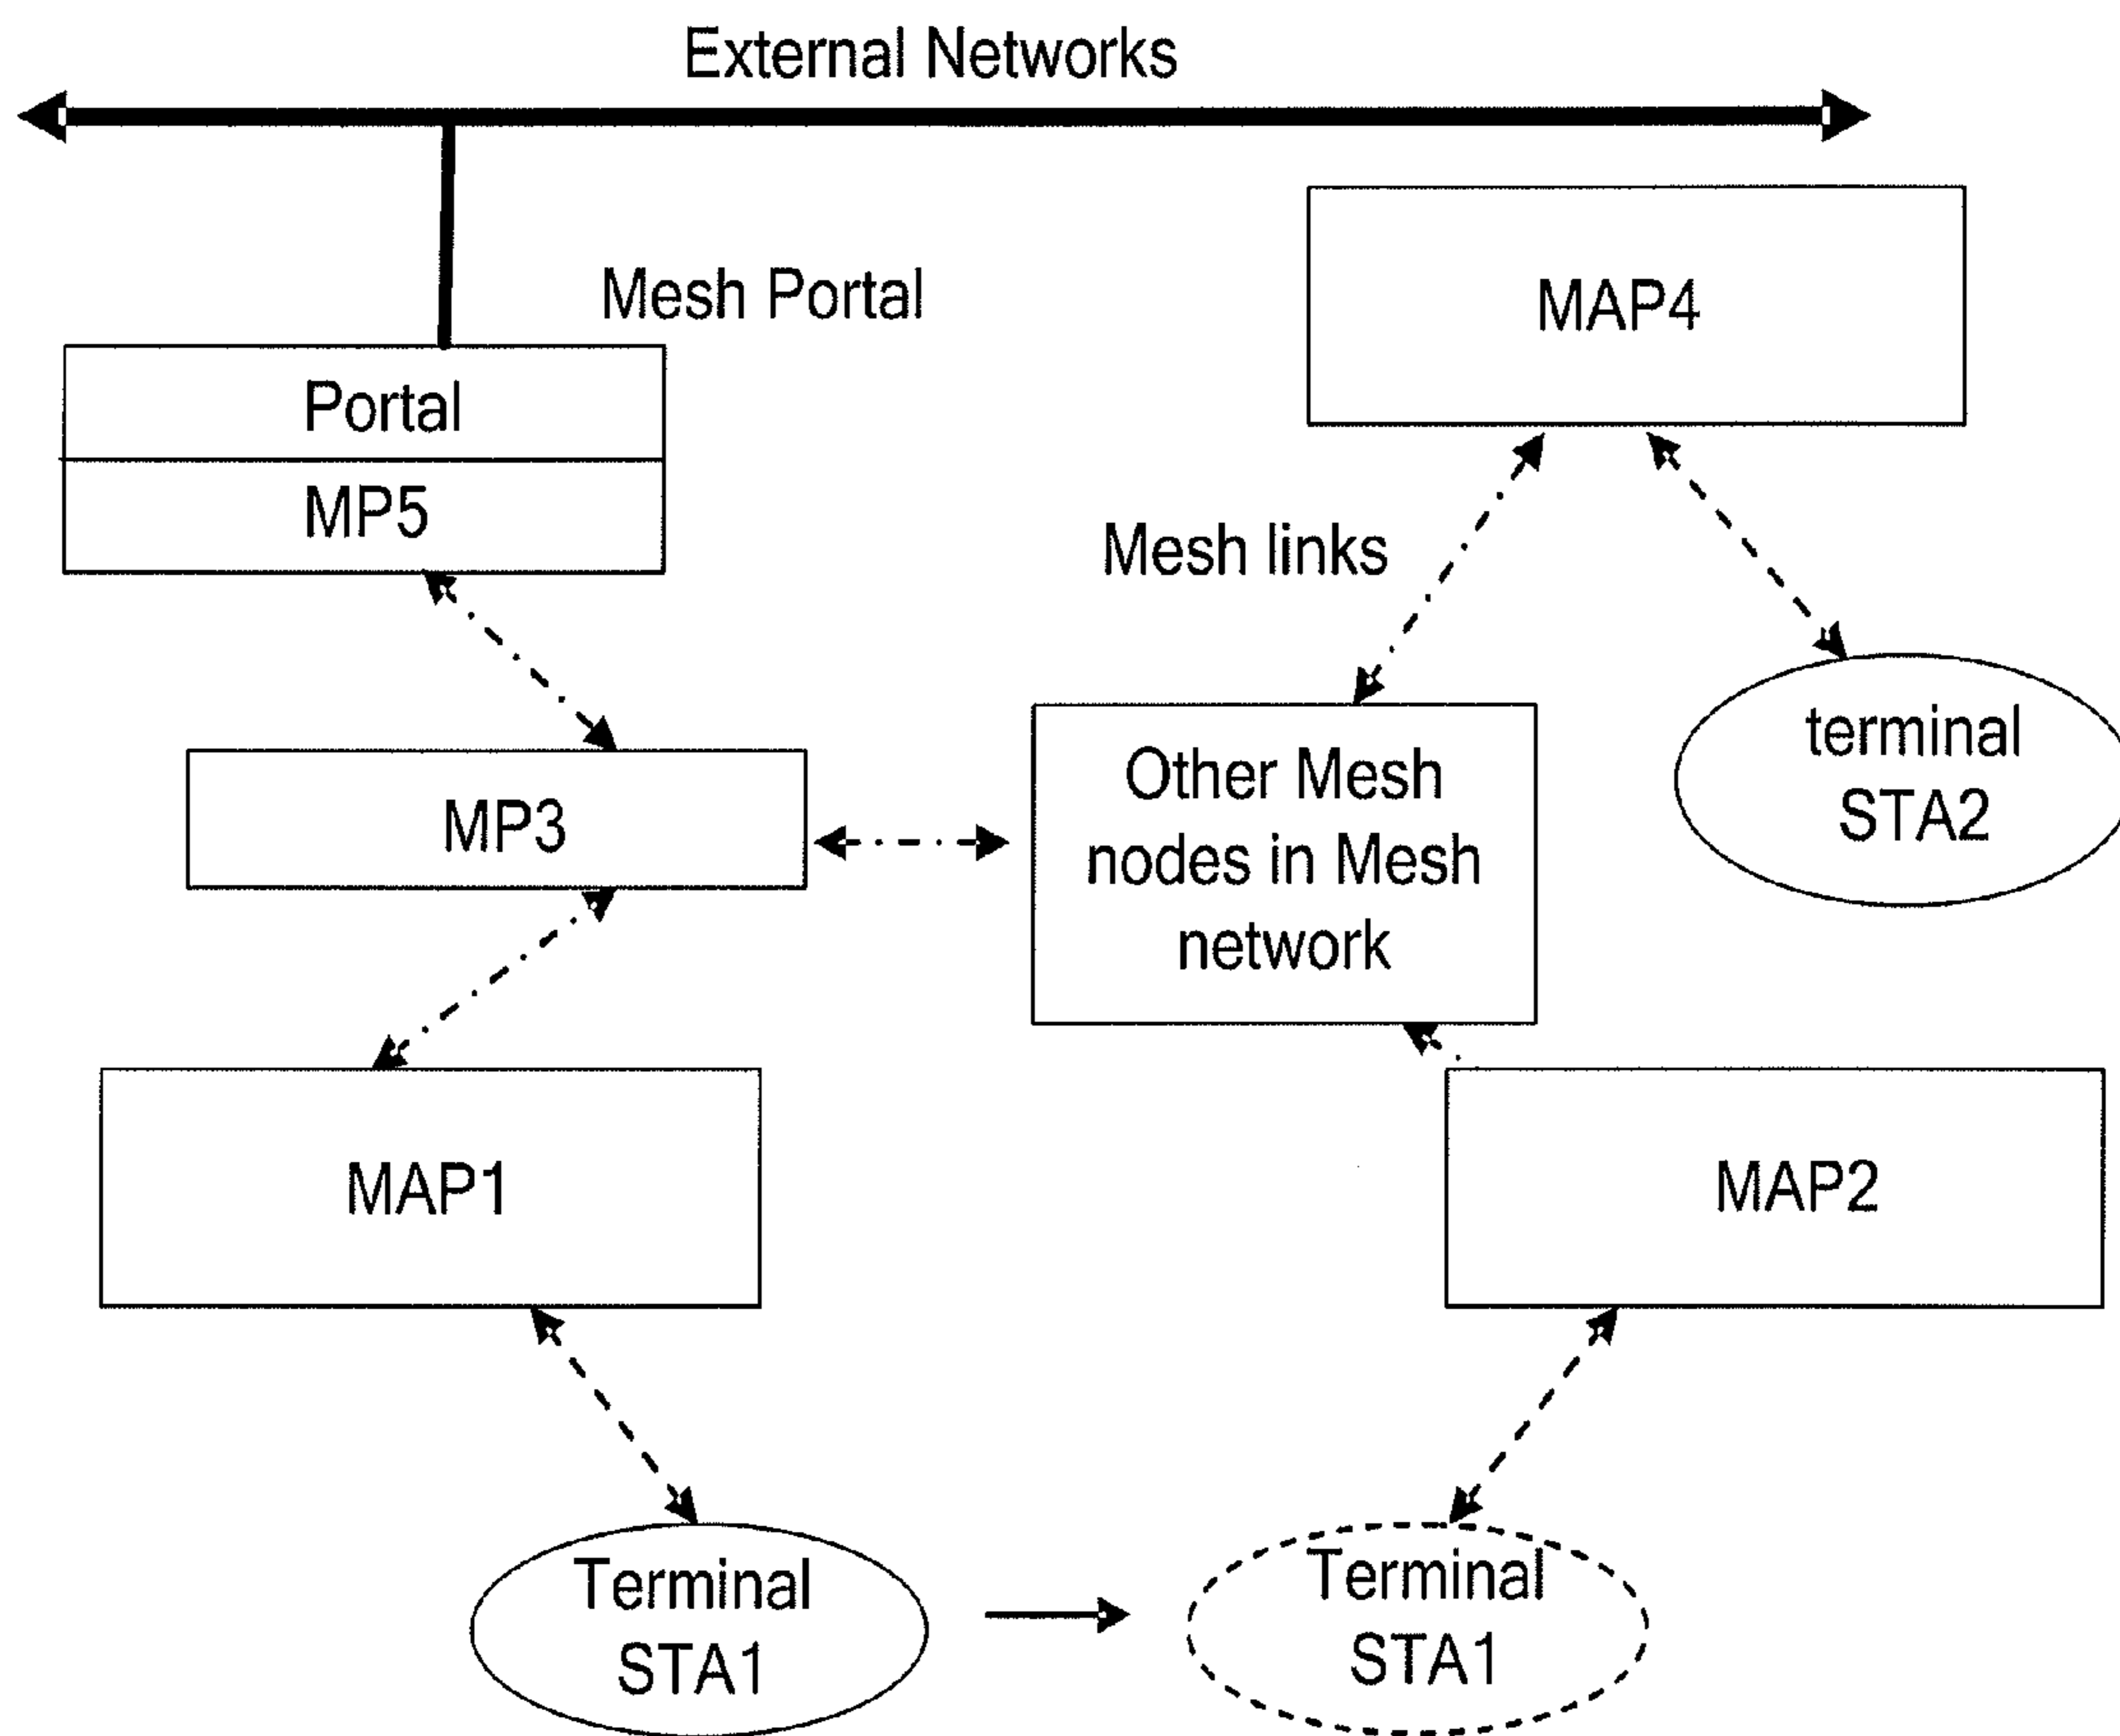 External Networks
Mesh Portal
MAP4
Portal
MP5
Mesh links
terminal
STA2
Other Mesh
nodes in Mesh
network
MP3
MAP1
MAP2
Terminal
STA1
Terminal
STA1